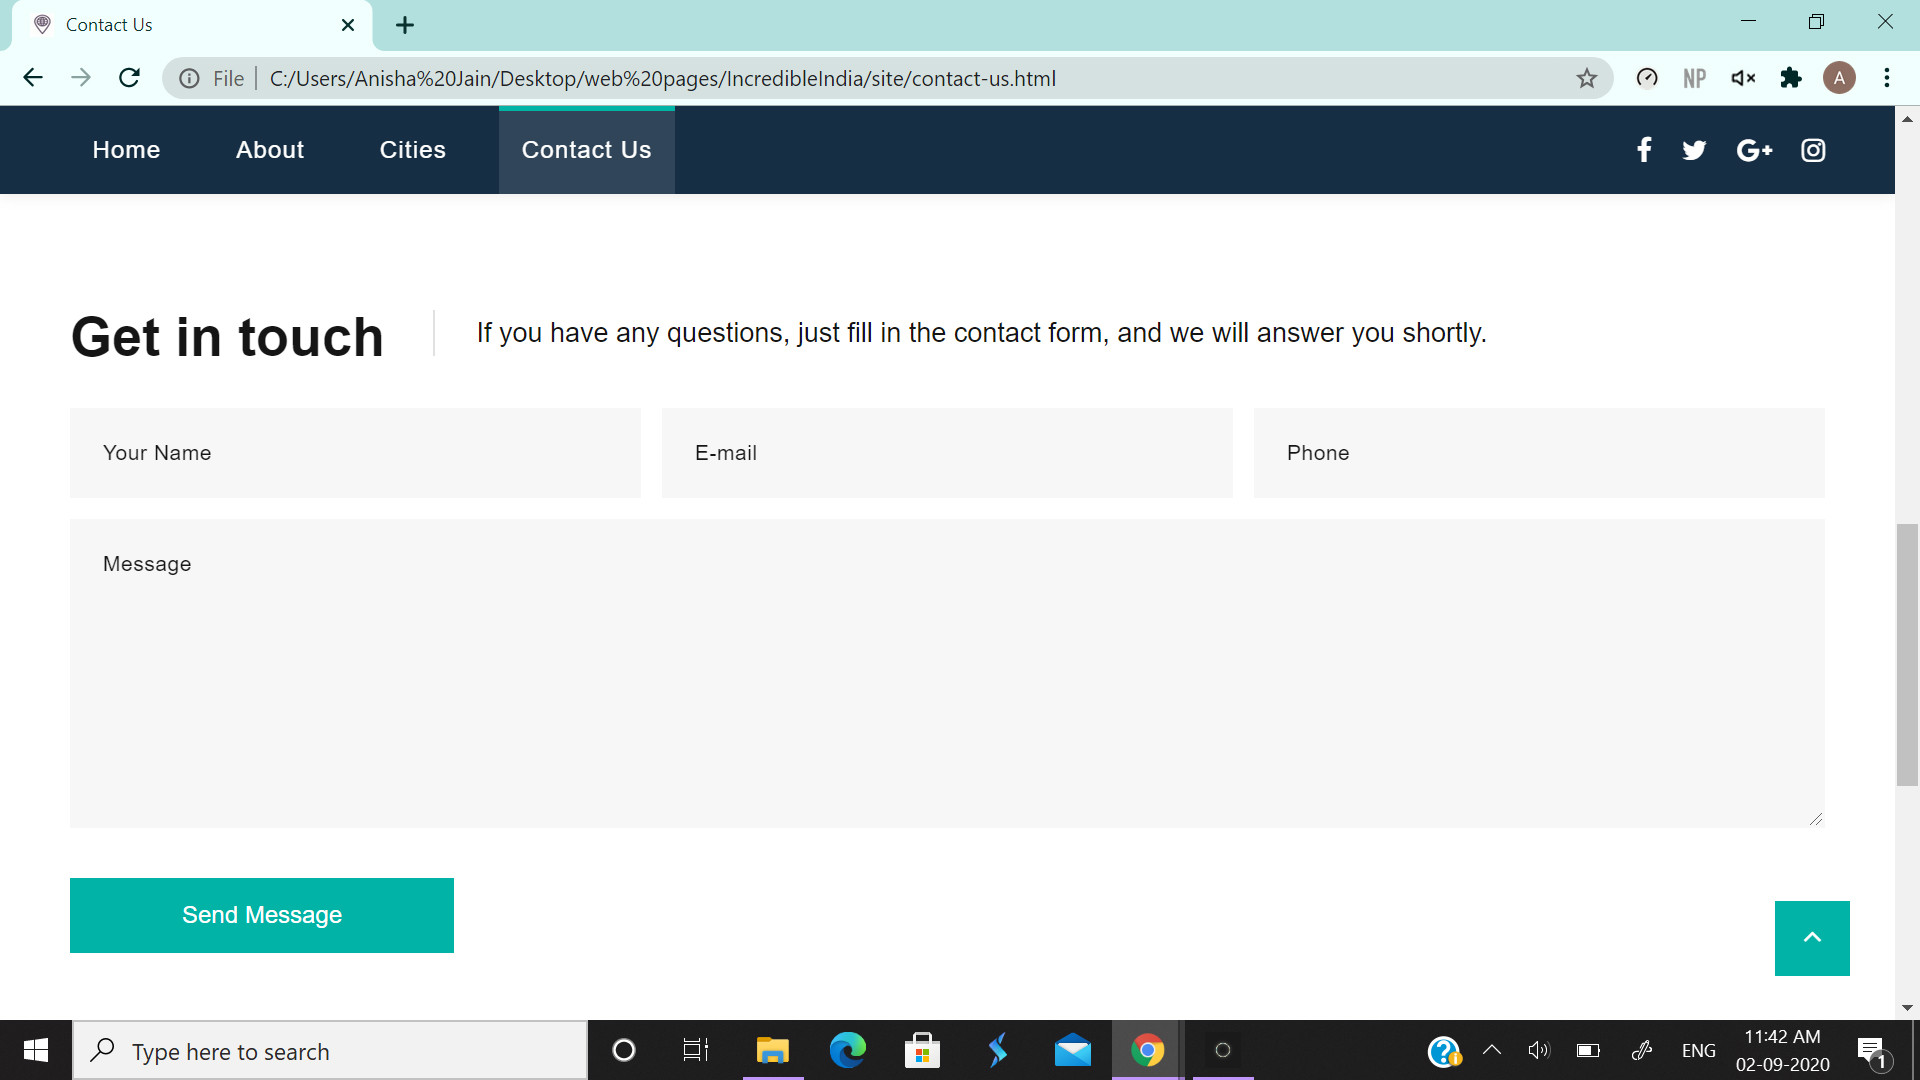 Contact Us
File C:/Users/Anisha%20Jain/Desktop/web%20pages/IncredibleIndia/site/contact-us.html
NP
A
Home About Cities Contact Us
G+
Get in touch If you have any questions, just fill in the contact form, and we will answer you shortly.
Your Name E-mail Phone
Message
Send Message
Type here to search
ENG
11:42 AM
02-09-2020
1